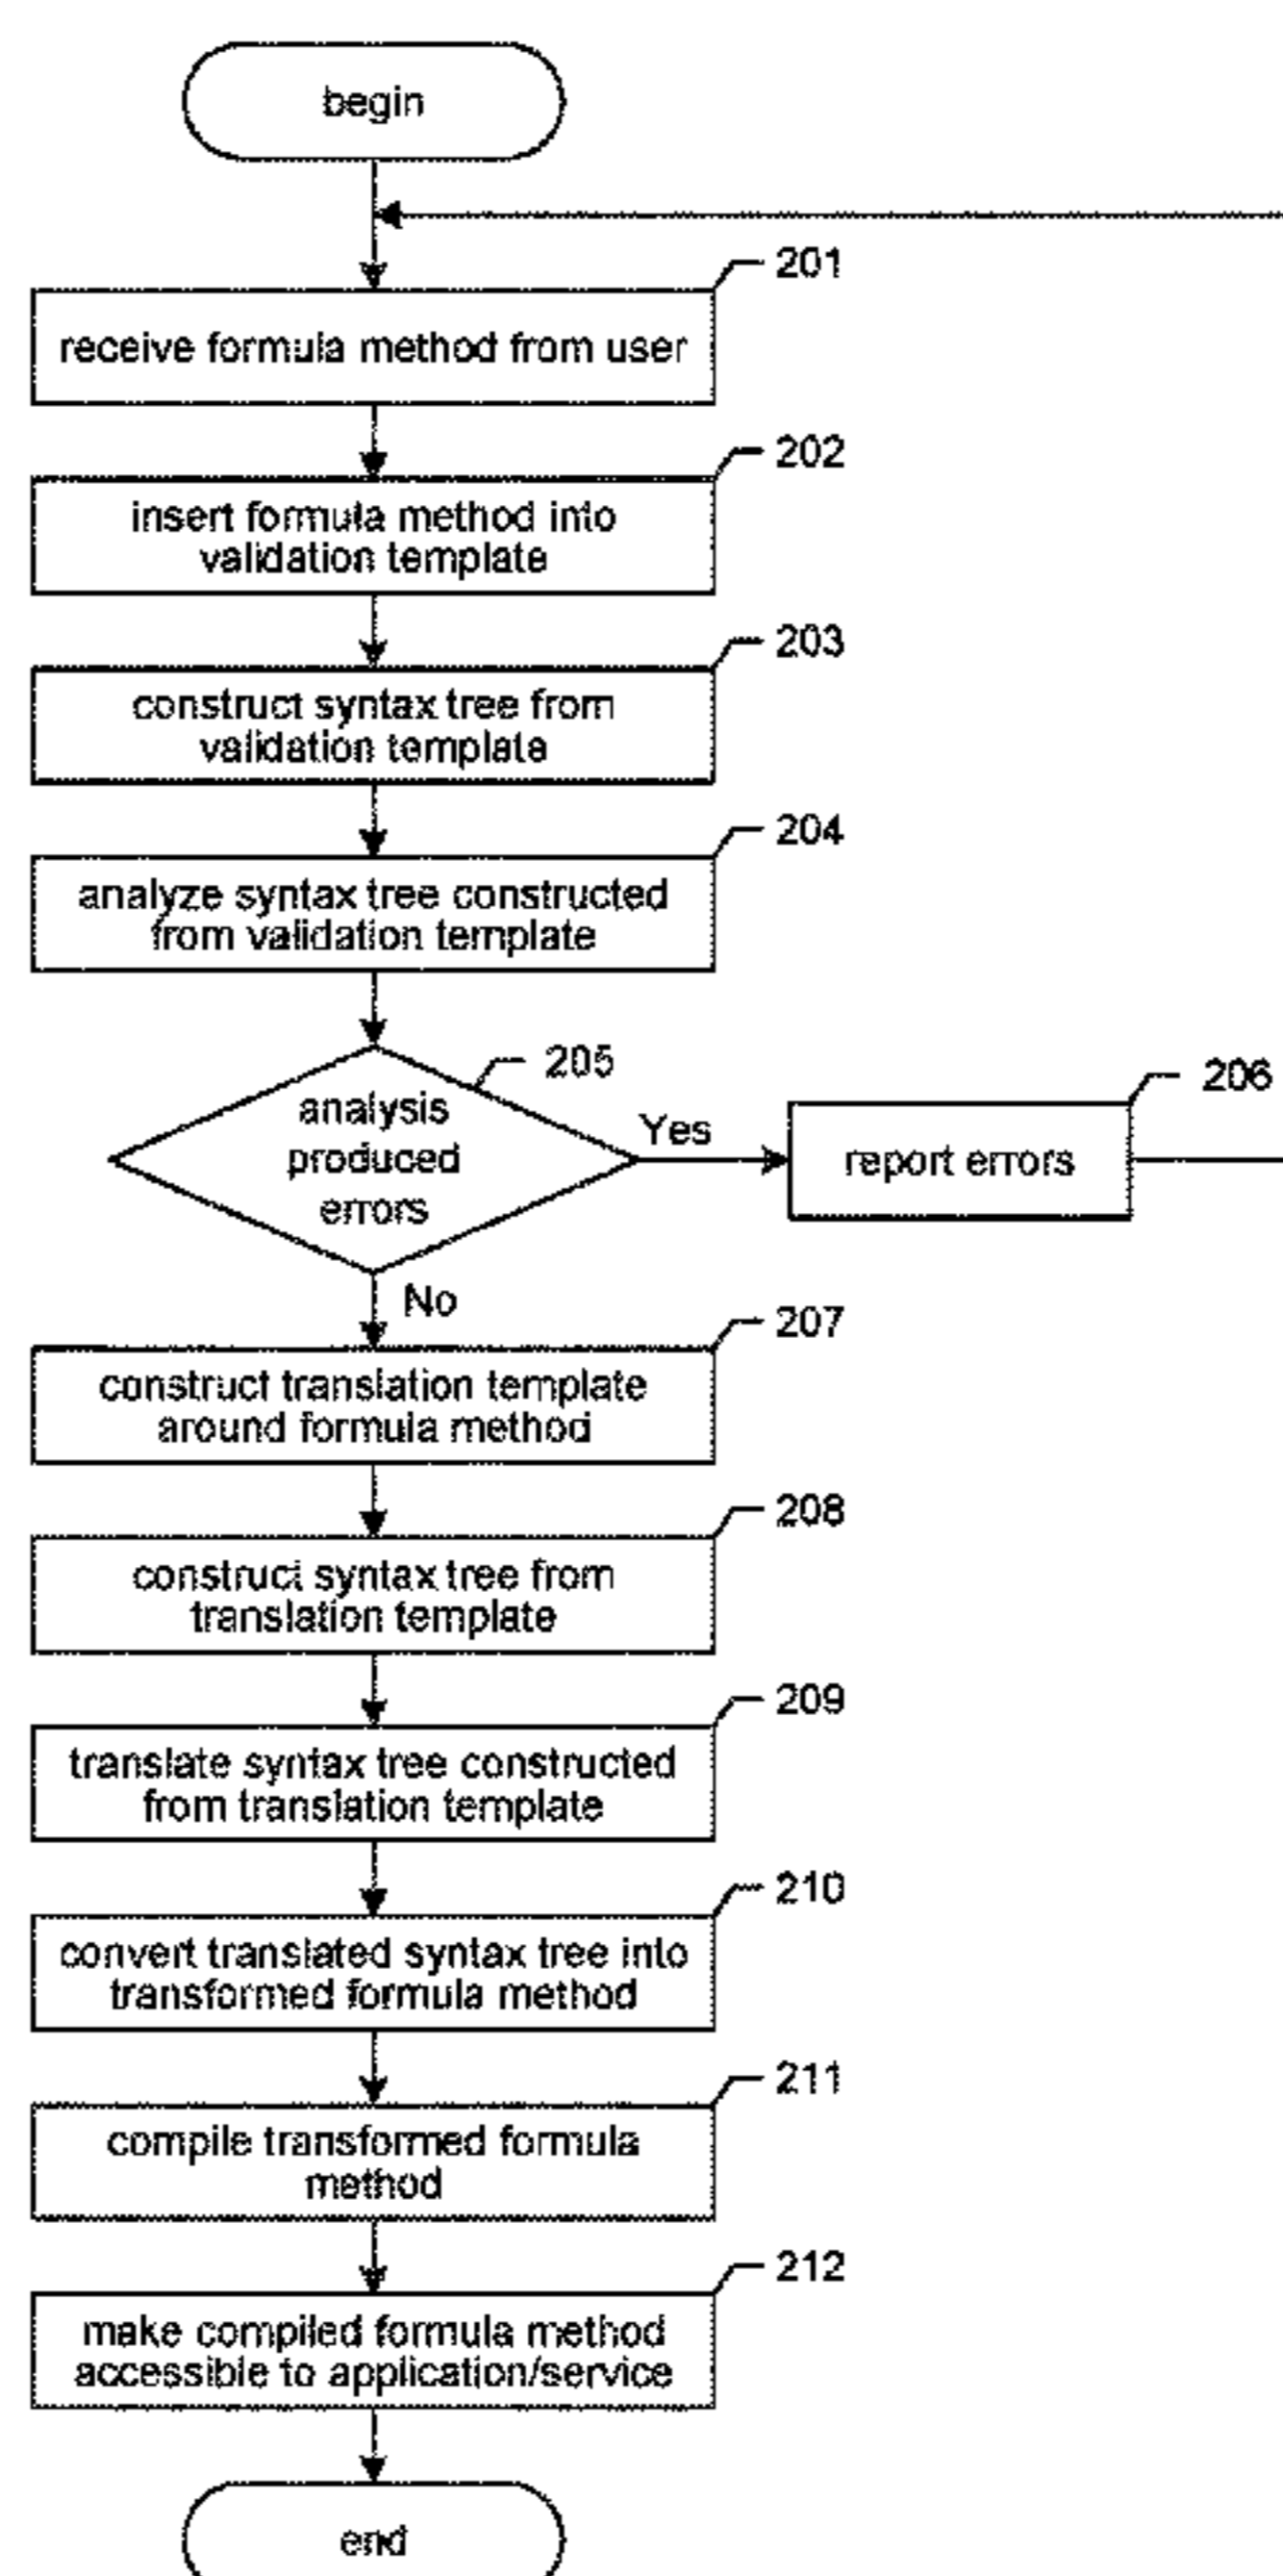 begin
201
receive formula method from user
202
insert formula method into
validation template
203
construct syntax tree from
validation template
204
analyze syntax tree constructed
from validation template
205
analysis
produced
errors
Yes
206
report errors
No
207
construct translation template
around formula method
208
construct syntax tree from
translation template
209
translate syntax tree constructed
from translation template
210
convert translated syntax tree into
transformed formula method
211
compile transformed formula
method
212
make compiled formula method
accessible to application/service
end